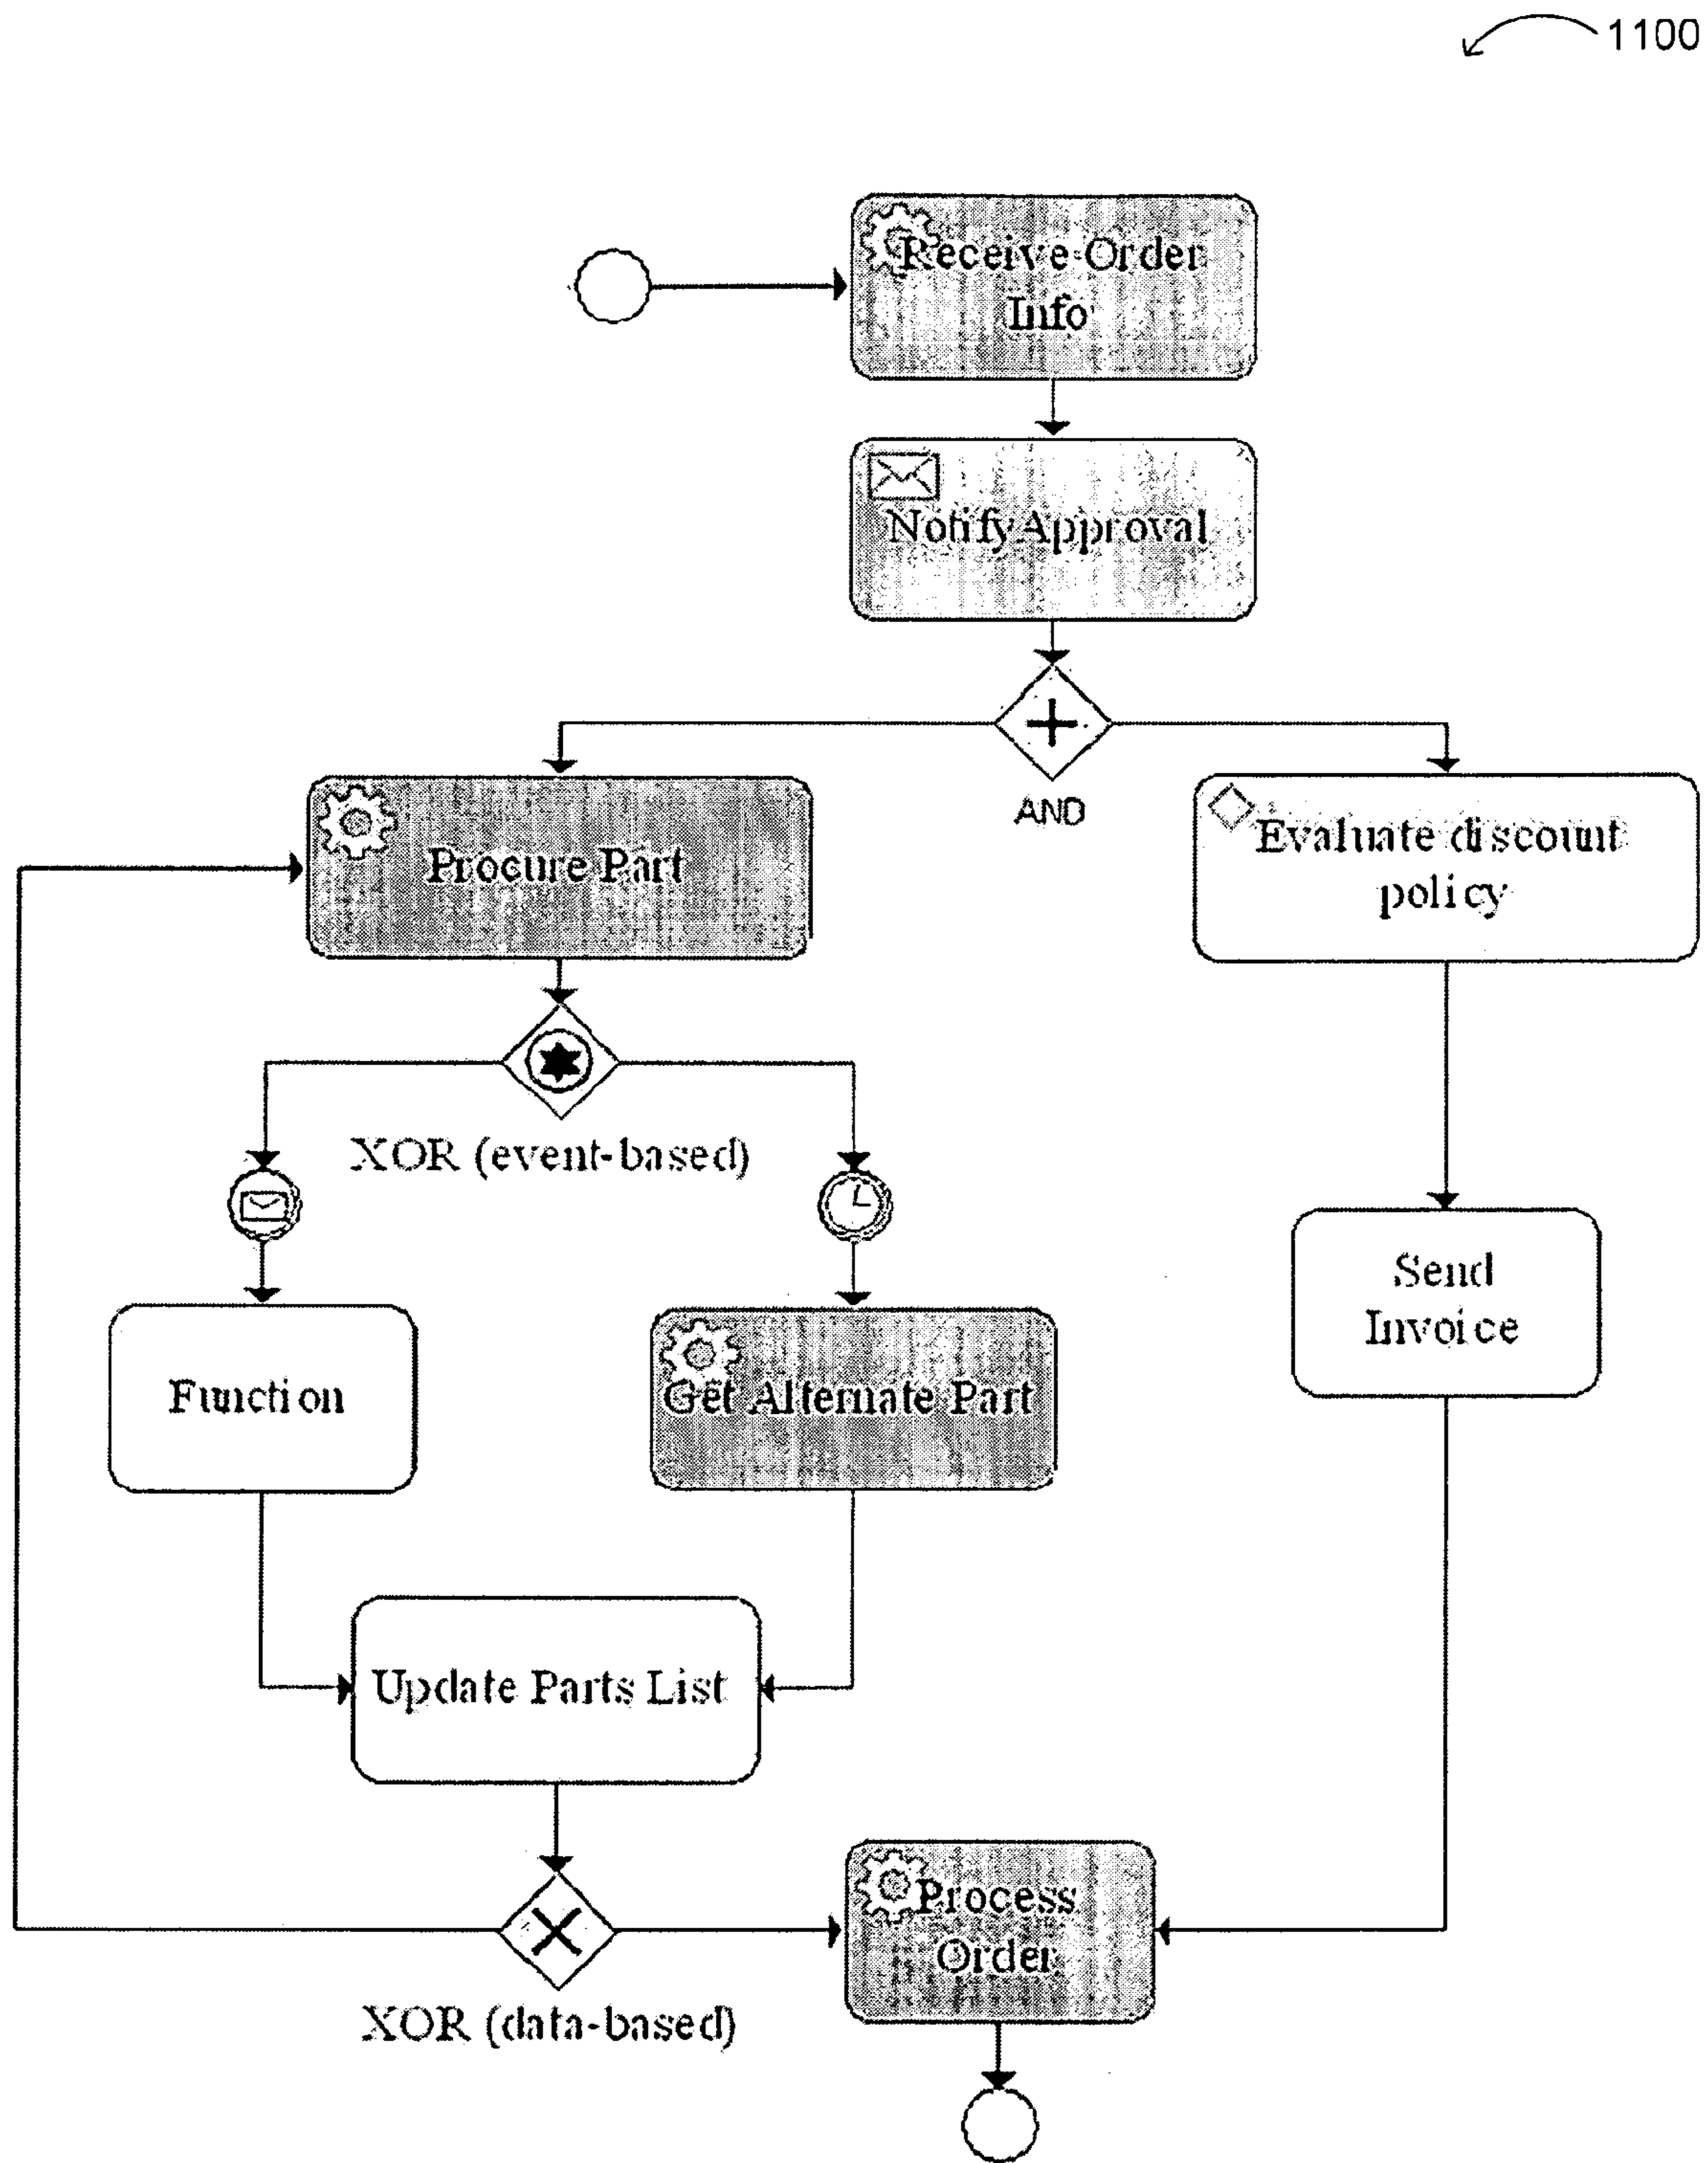 1100
Receive Order
Info
Notify Approval
AND
Procure Part
Evaluate discount
policy
XOR (event-based)
Send
Invoice
Function
Get Alternate Part
Update Parts List
Process
Order
XOR (data-based)